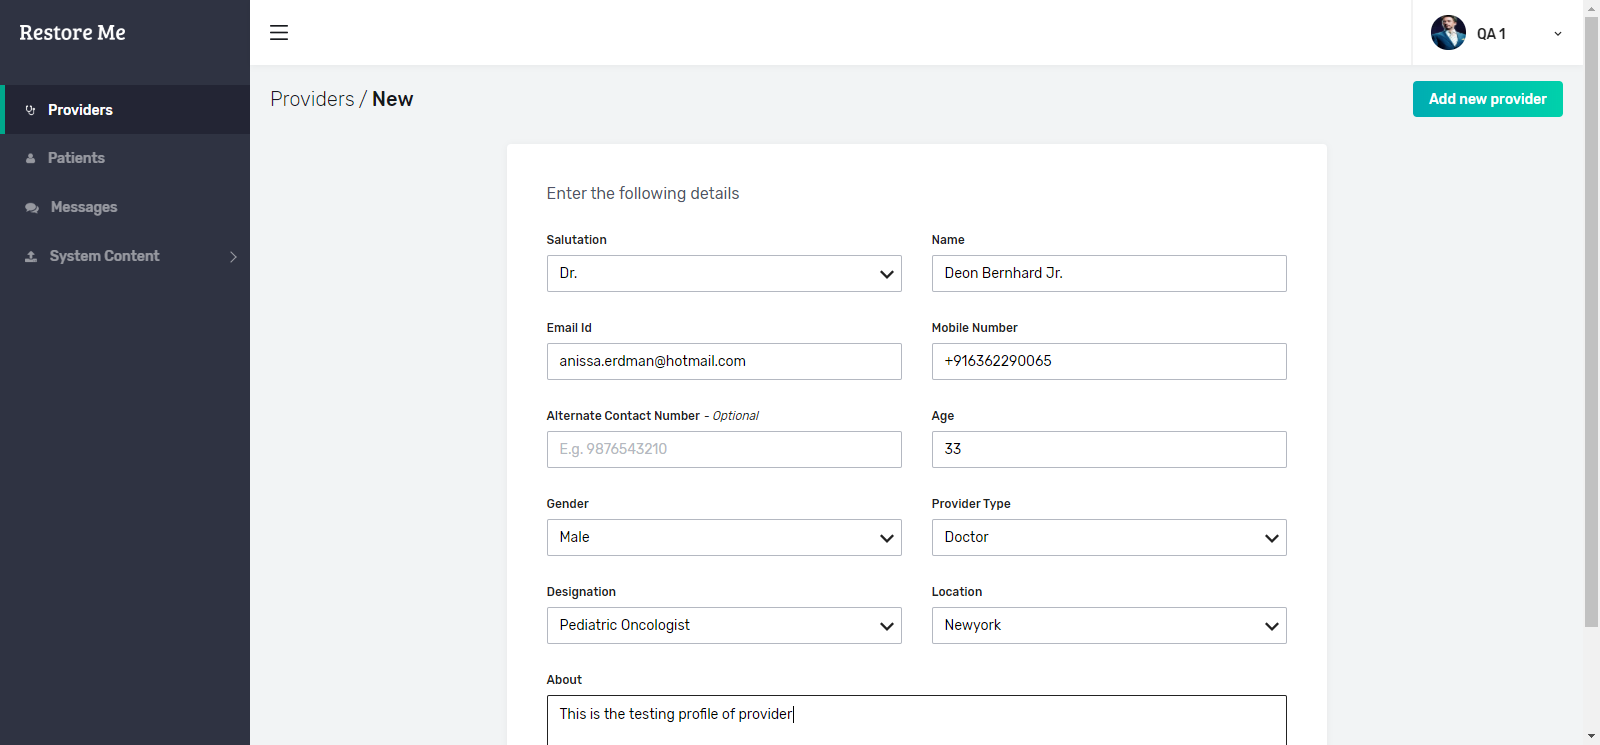 Restore Me
QA 1
Providers
Patients
Messages
System Content
Providers / New
Add new provider
Enter the following details
Salutation
Name
Dr.
Deon Bernhard Jr.
Email Id
Mobile Number
anissa.erdman@hotmail.com
+916362290065
Alternate Contact Number - Optional
Age
E.g. 9876543210
33
Gender
Provider Type
Male
Doctor
Designation
Location
Pediatric Oncologist
Newyork
About
This is the testing profile of provider